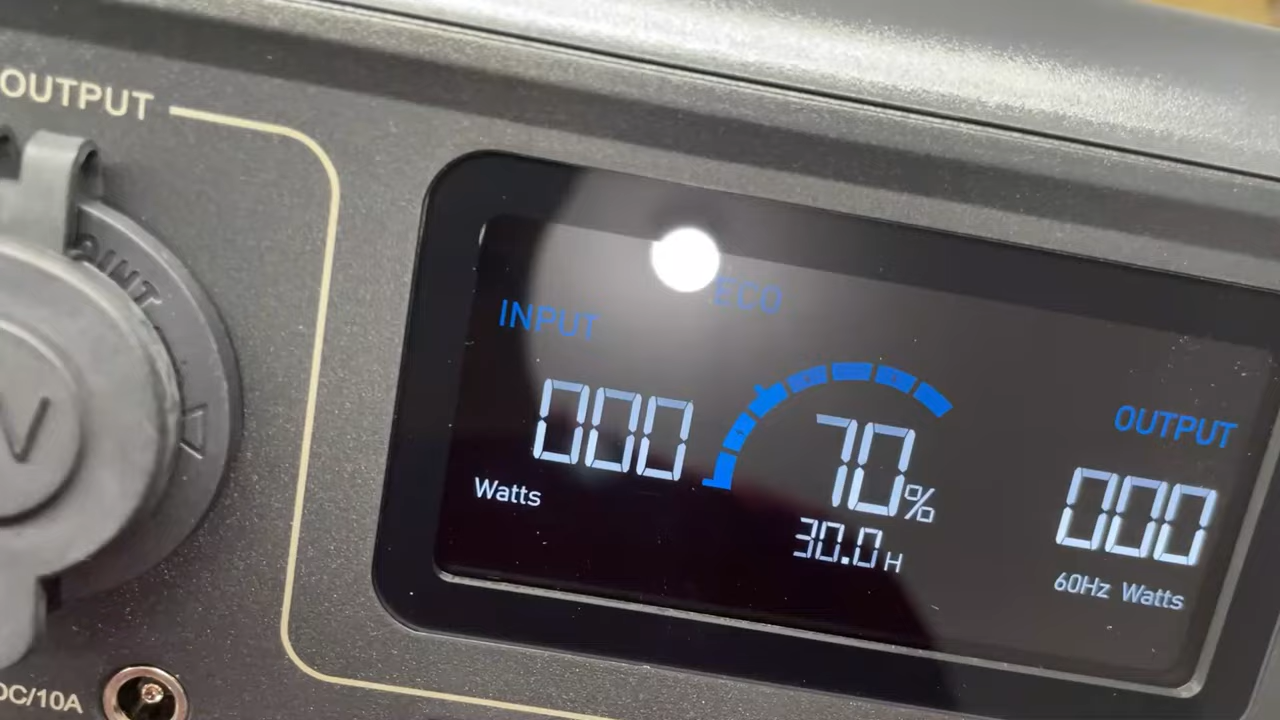 OUTPUT
ECO
INPUT
000
Watts
70%
30.0H
OUTPUT
000
60Hz Watts
DC/10A